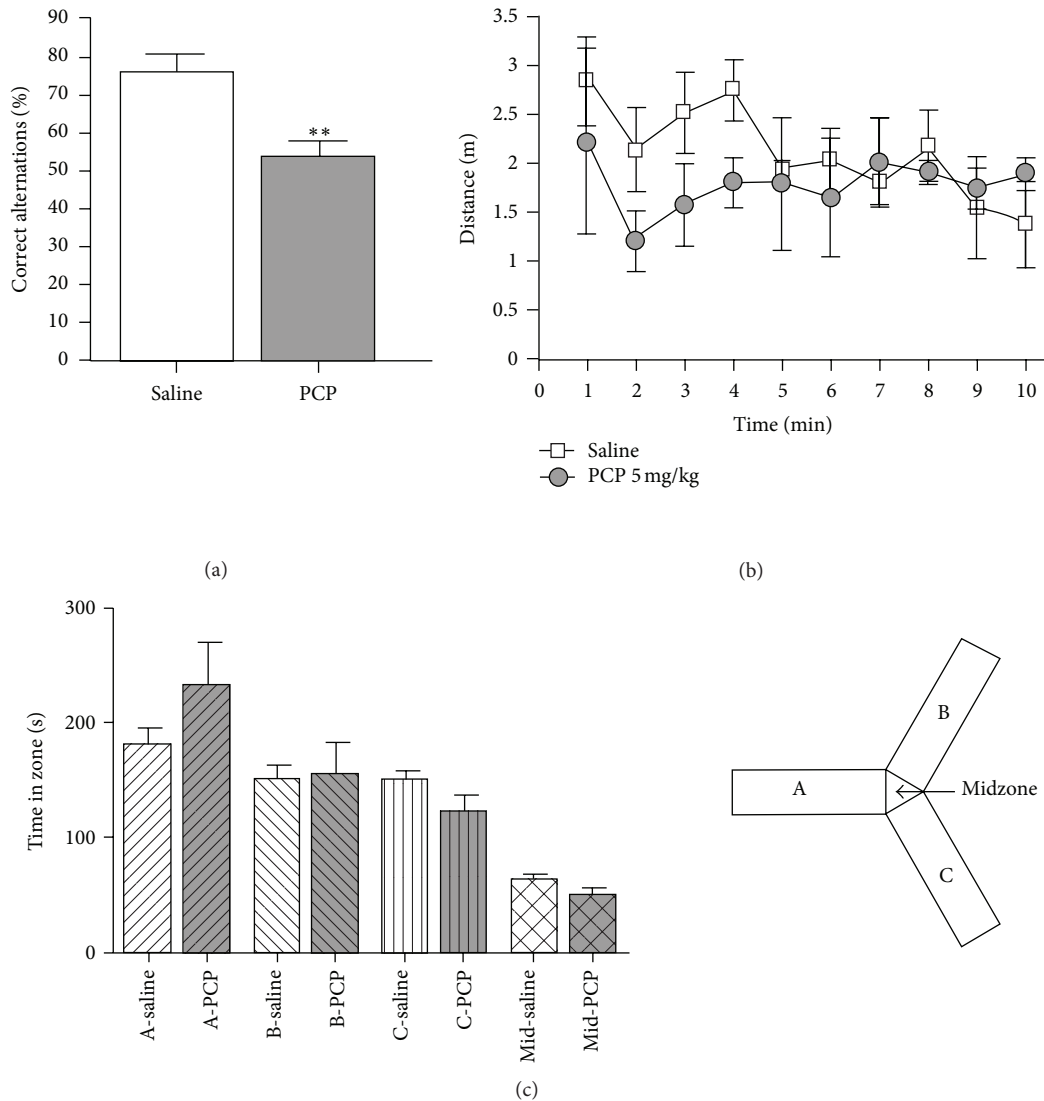 90
80
70
60
50
40
30
20
10
0
Correct alternations (%)
**
Saline
PCP
(a)
3.5
3
2.5
2
1.5
1
0.5
0
Distance (m)
0 1 2 3 4 5 6 7 8 9 10
Time (min)
Saline
PCP 5 mg/kg
(b)
300
200
100
0
Time in zone (s)
A-saline
A-PCP
B-saline
B-PCP
C-saline
C-PCP
Mid-saline
Mid-PCP
A
B
C
Midzone
(c)